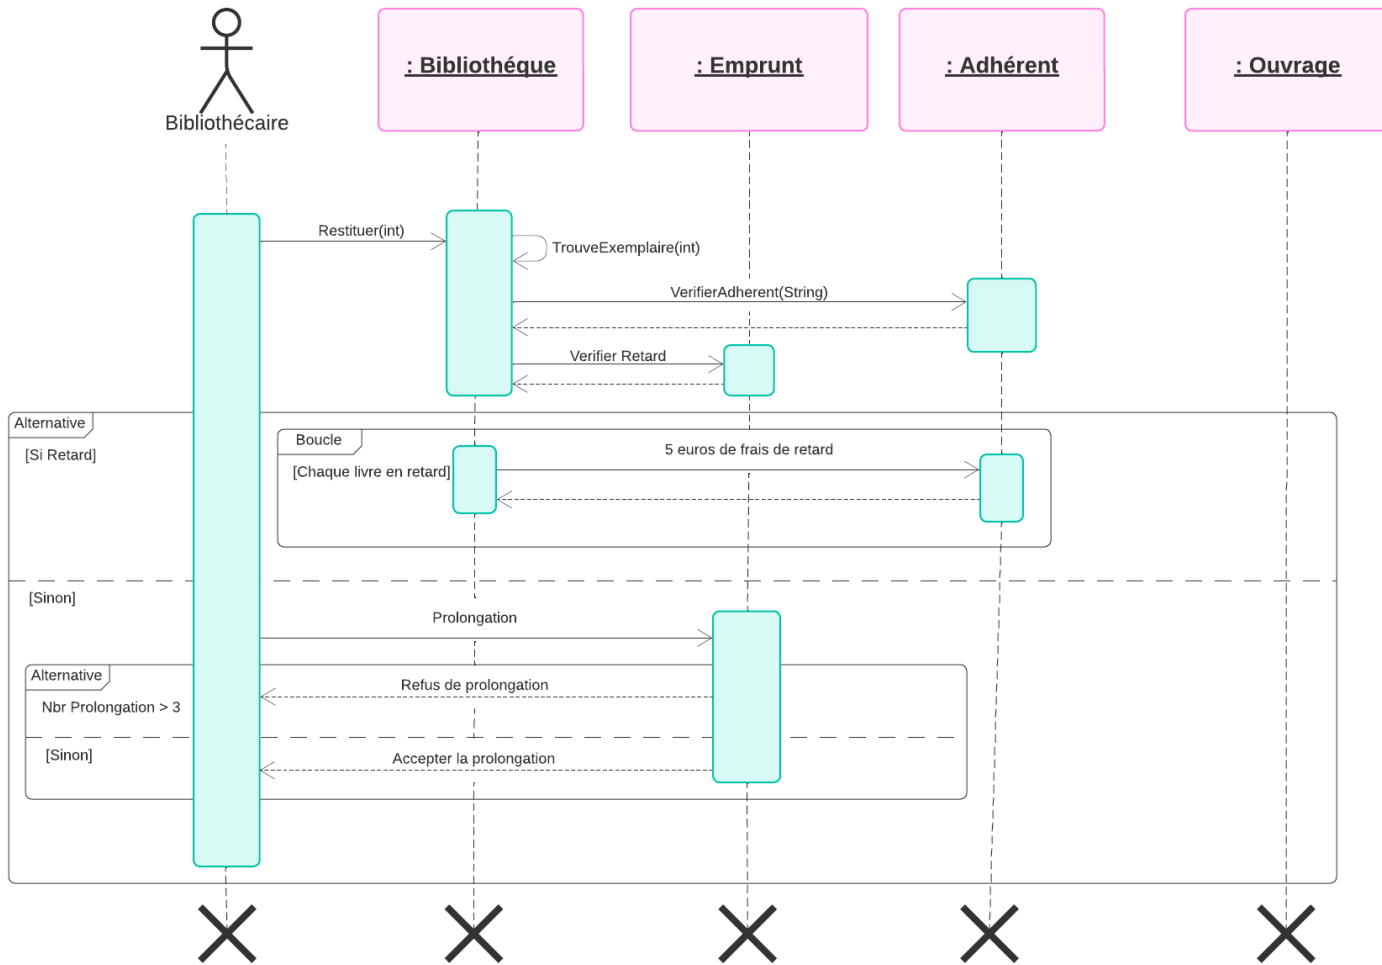 Bibliothécaire
: Bibliothéque
: Emprunt
: Adhérent
: Ouvrage
Restituer(int)
TrouveExemplaire(int)
VerifierAdherent(String)
Verifier Retard
Alternative
[Si Retard]
Boucle
[Chaque livre en retard]
5 euros de frais de retard
[Sinon]
Prolongation
Alternative
Nbr Prolongation > 3
Refus de prolongation
[Sinon]
Accepter la prolongation